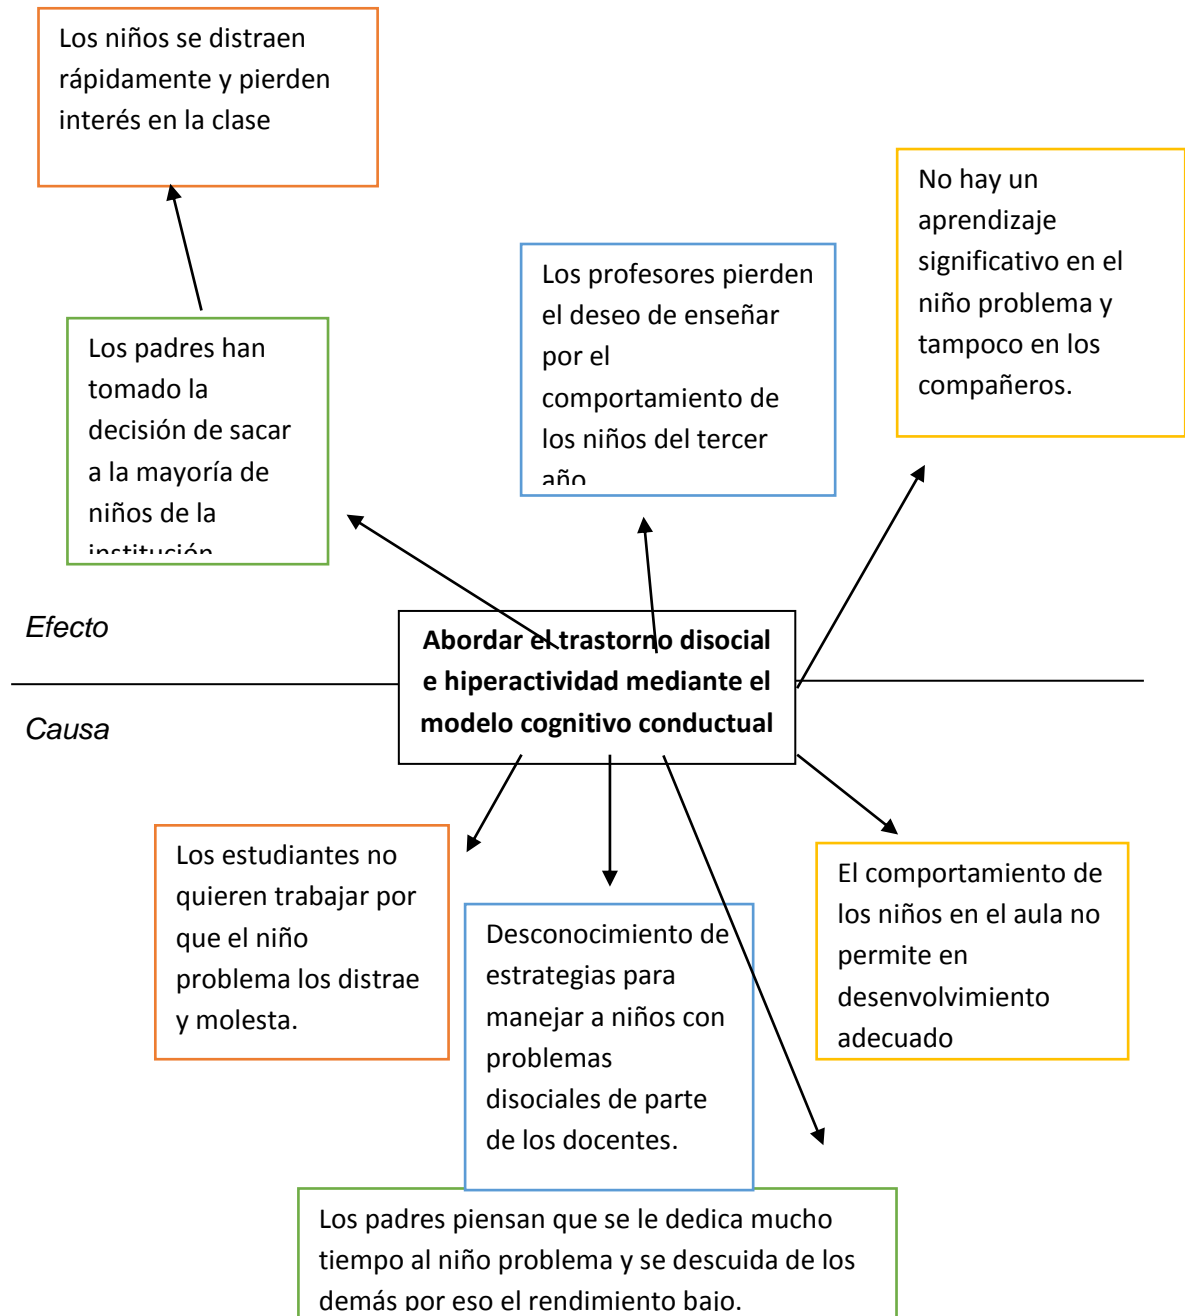 Los niños se distraen
rápidamente y pierden
interés en la clase
No hay un
aprendizaje
significativo en el
niño problema y
tampoco en los
compañeros.
Los profesores pierden
el deseo de enseñar
por el
comportamiento de
los niños del tercer
año
Los padres han
tomado la
decisión de sacar
a la mayoría de
niños de la
institución
Efecto
Abordar el trastorno disocial
e hiperactividad mediante el
modelo cognitivo conductual
Causa
Los estudiantes no
quieren trabajar por
que el niño
problema los distrae
y molesta.
Desconocimiento de
estrategias para
manejar a niños con
problemas
disociales de parte
de los docentes.
El comportamiento de
los niños en el aula no
permite en
desenvolvimiento
adecuado
Los padres piensan que se le dedica mucho
tiempo al niño problema y se descuida de los
demás por eso el rendimiento bajo.